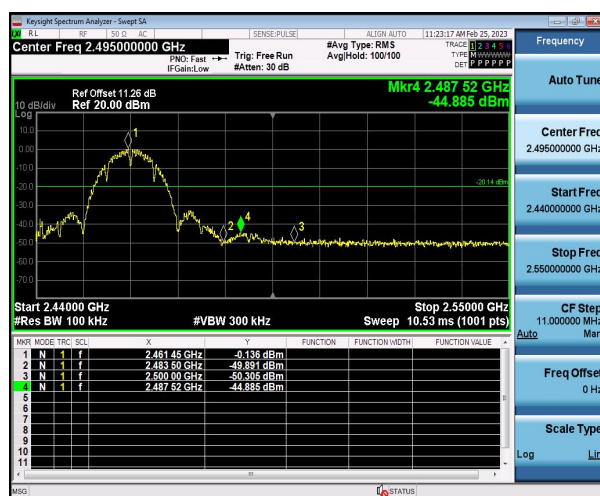 Keysight Spectrum Analyzer - Swept SA
RL RF 50 Ω AC SENSE:PULSE ALIGN AUTO 11:23:17 AM Feb 25, 2023
Center Freq 2.495000000 GHz
PNO: Fast
IFGain:Low
Trig: Free Run
#Atten: 30 dB
#Avg Type: RMS
Avg|Hold: 100/100
TRACE 1 2 3 4 5 6
TYPE M
DET P P P P P P
Frequency
Auto Tune
Center Freq
2.495000000 GHz
Start Freq
2.440000000 GHz
Stop Freq
2.550000000 GHz
CF Step
11.000000 MHz
Auto Man
Freq Offset
0 Hz
Scale Type
Log Lin
Mkr4 2.487 52 GHz
-44.885 dBm
Ref Offset 11.26 dB
10 dB/div Ref 20.00 dBm
Log
10.0
0.00
-10.0
-20.0
-30.0
-40.0
-50.0
-60.0
-70.0
1
2
4
3
-20.14 dBm
Start 2.44000 GHz Stop 2.55000 GHz
#Res BW 100 kHz #VBW 300 kHz Sweep 10.53 ms (1001 pts)
MKR MODE TRC SCL X Y FUNCTION FUNCTION WIDTH FUNCTION VALUE
1 N 1 f 2.461 45 GHz -0.136 dBm
2 N 1 f 2.483 50 GHz -49.891 dBm
3 N 1 f 2.500 00 GHz -50.305 dBm
4 N 1 f 2.487 52 GHz -44.885 dBm
5
6
7
8
9
10
11
MSG STATUS